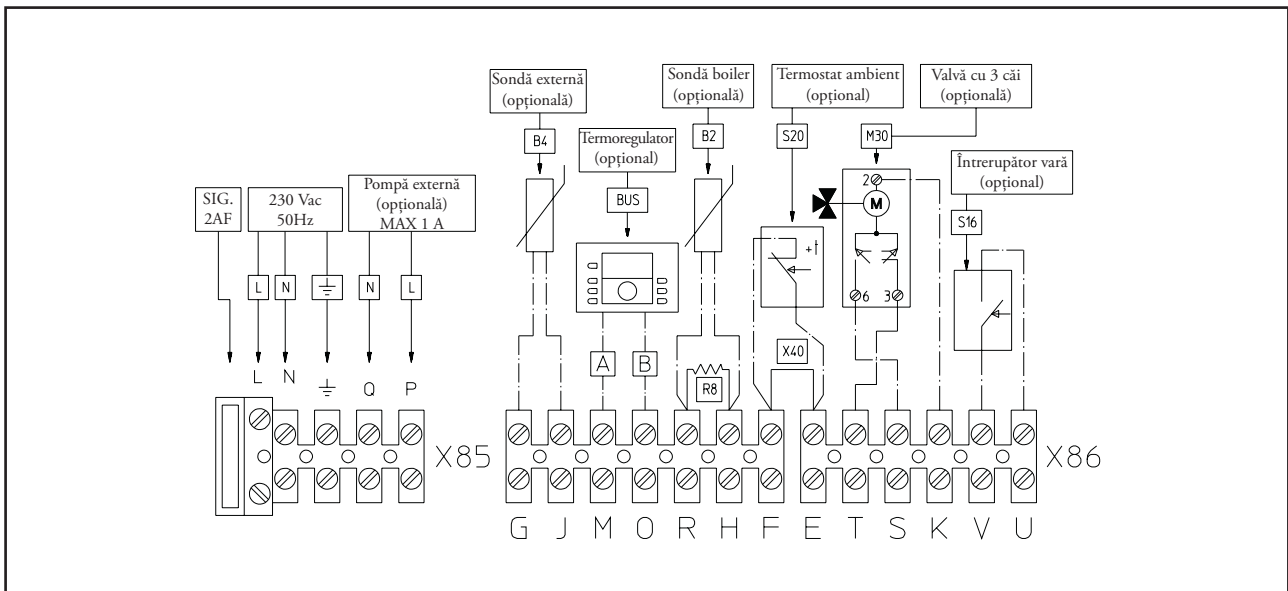 Sondă externă
(opțională)
Sondă boiler
(opțională)
Termostat ambient
(opțional)
Valvă cu 3 căi
(opțională)
B4
Termoregulator
(opțional)
B2
S20
M30
Întrerupător vară
(opțional)
SIG.
2AF
230 Vac
50Hz
Pompă externă
(opțională)
MAX 1 A
BUS
2
M
S16
+t
L
N
N
L
6
3
A
B
X40
R8
L
N
Q
P
X85
X86
G
J
M
O
R
H
F
E
T
S
K
V
U